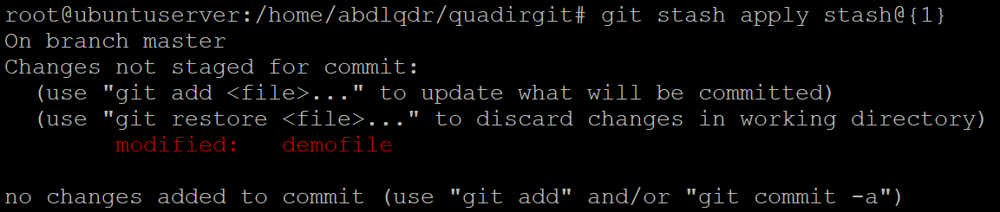 root@ubuntuserver:/home/abdlqdr/quadirgit# git stash apply stash@{1}
On branch master
Changes not staged for commit:
  (use "git add <file>..." to update what will be committed)
  (use "git restore <file>..." to discard changes in working directory)
        modified:   demofile
no changes added to commit (use "git add" and/or "git commit -a")